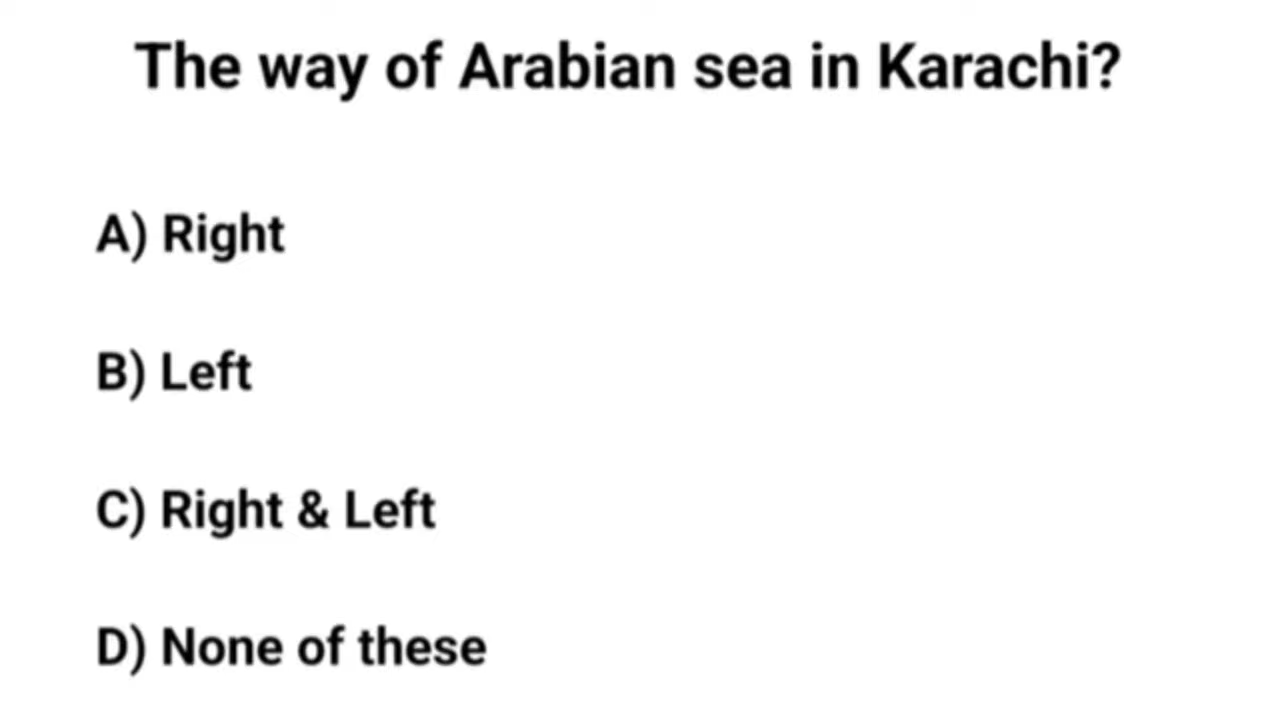 The way of Arabian sea in Karachi?
A) Right
B) Left
C) Right & Left
D) None of these